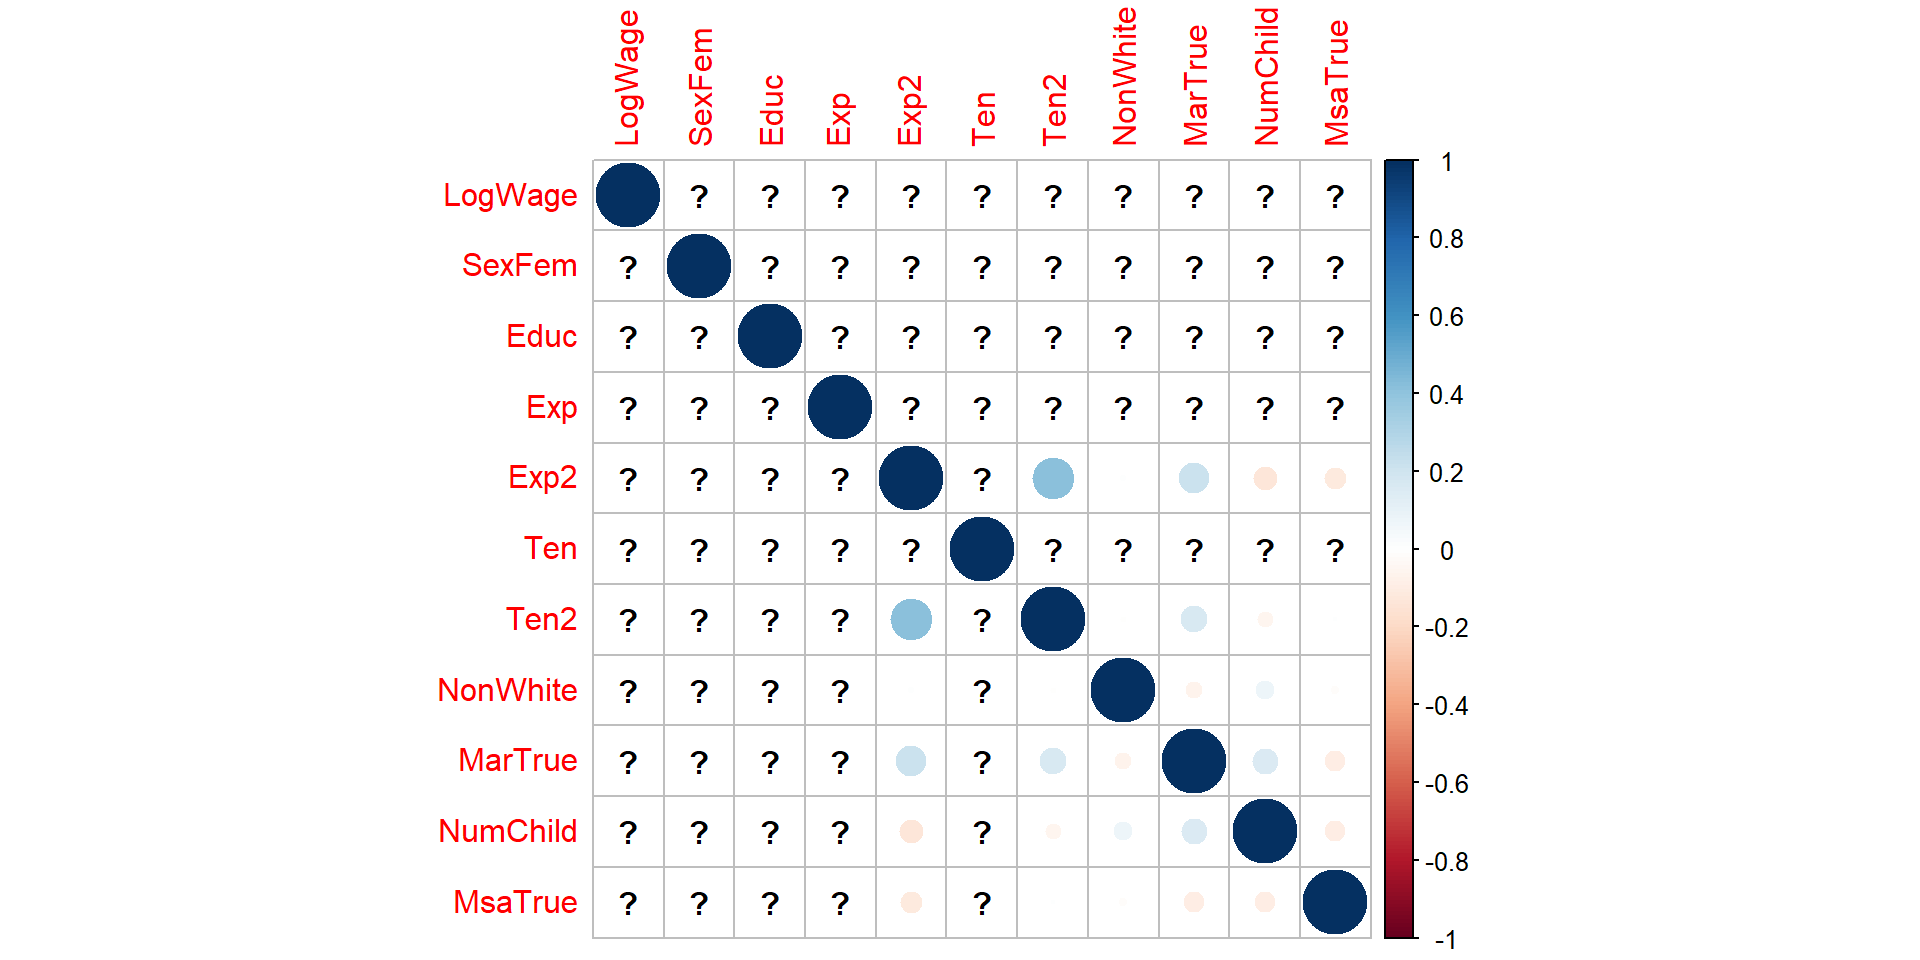 LogWage SexFem Educ Exp Exp2 Ten Ten2 NonWhite MarTrue NumChild MsaTrue
LogWage ? ? ? ? ? ? ? ? ? ?
SexFem ? ? ? ? ? ? ? ? ? ?
Educ ? ? ? ? ? ? ? ? ? ?
Exp ? ? ? ? ? ? ? ? ? ?
Exp2 ? ? ? ? ?
Ten ? ? ? ? ? ? ? ? ? ?
Ten2 ? ? ? ? ?
NonWhite ? ? ? ? ?
MarTrue ? ? ? ? ?
NumChild ? ? ? ? ?
MsaTrue ? ? ? ? ?
1
0.8
0.6
0.4
0.2
0
-0.2
-0.4
-0.6
-0.8
-1